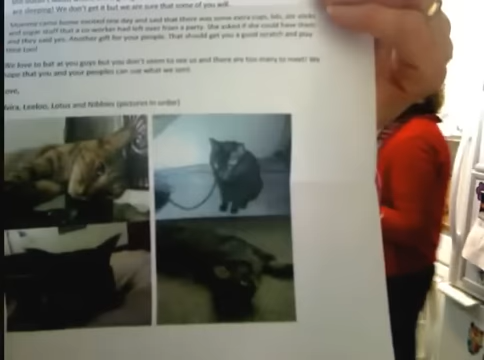 are sleeping! We don't get it but we are sure that some of you will.
Momma came home excited one day and said that there was some extra cups, lids,
and sugar stuff that a co-worker had left over from a party. She asked if she could have them
and they said yes. Another gift for your people. That should get you a good scratch and play
time too!
We love to bat at you guys but you don't seem to see us and there are too many to meet! We
hope that you and your peoples can use what we sent.
Love,
Leeloo, Lotus and Nibbles (pictures in order)